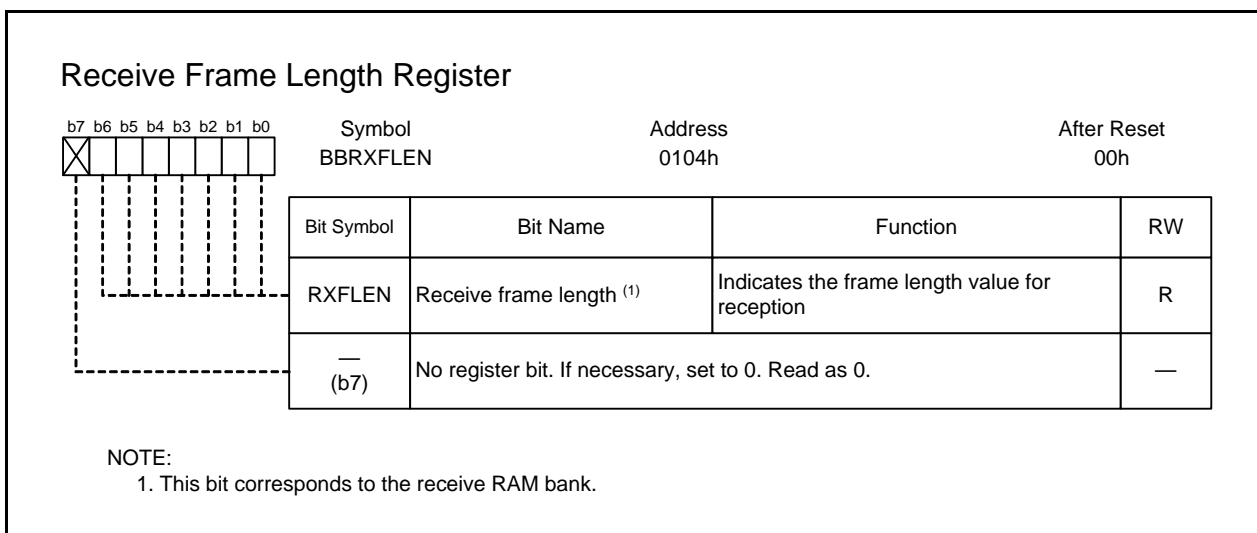 Receive Frame Length Register
b7 b6 b5 b4 b3 b2 b1 b0
Symbol Address After Reset
BBRXFLEN 0104h 00h
Bit Symbol Bit Name Function RW
RXFLEN Receive frame length (1) Indicates the frame length value for
reception R
—
(b7) No register bit. If necessary, set to 0. Read as 0. —
NOTE:
1. This bit corresponds to the receive RAM bank.